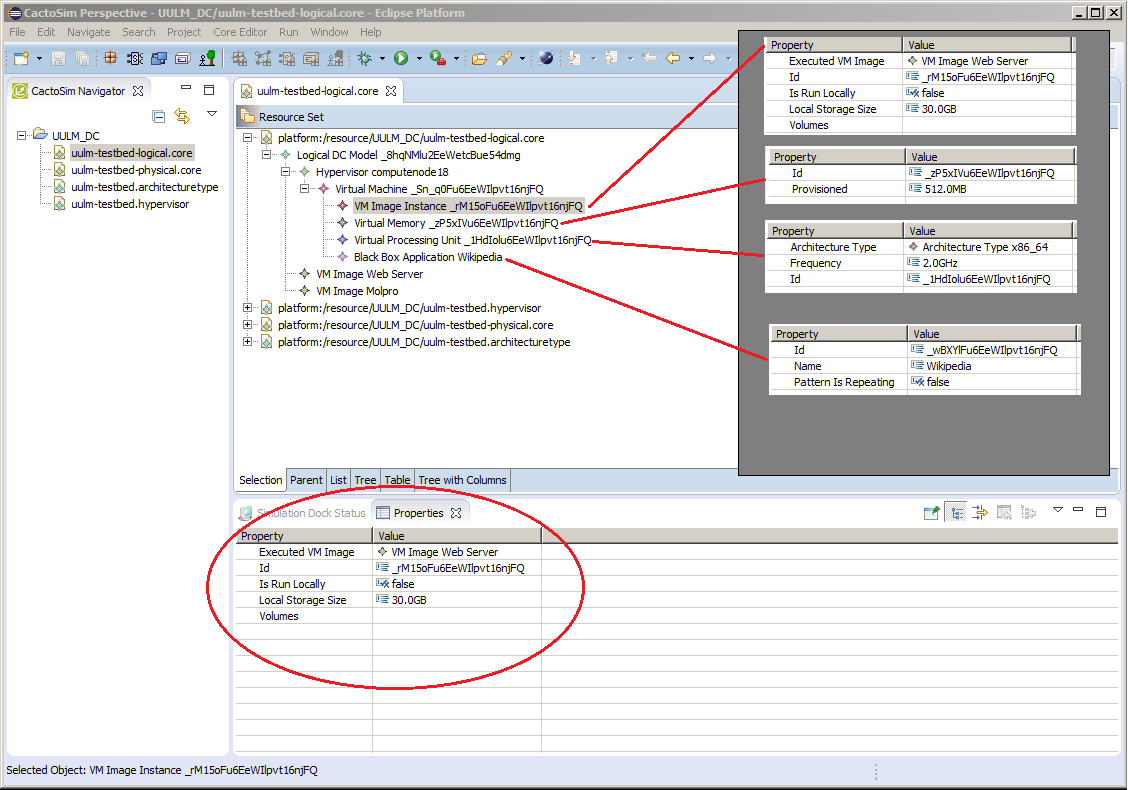 CactoSim Perspective - UULM_DC/uulm-testbed-logical.core - Eclipse Platform
File Edit Navigate Search Project Core Editor Run Window Help
CactoSim Navigator
UULM_DC
uulm-testbed-logical.core
uulm-testbed-physical.core
uulm-testbed.architecturetype
uulm-testbed.hypervisor
uulm-testbed-logical.core
Resource Set
platform:/resource/UULM_DC/uulm-testbed-logical.core
Logical DC Model _8hqNMlu2EeWetcBue54dmg
Hypervisor computenode18
Virtual Machine _Sn_q0Fu6EeWIlpvt16njFQ
VM Image Instance _rM15oFu6EeWIlpvt16njFQ
Virtual Memory _zP5xIVu6EeWIlpvt16njFQ
Virtual Processing Unit _1HdIolu6EeWIlpvt16njFQ
Black Box Application Wikipedia
VM Image Web Server
VM Image Molpro
platform:/resource/UULM_DC/uulm-testbed.hypervisor
platform:/resource/UULM_DC/uulm-testbed-physical.core
platform:/resource/UULM_DC/uulm-testbed.architecturetype
Selection Parent List Tree Table Tree with Columns
Property Value
Executed VM Image VM Image Web Server
Id _rM15oFu6EeWIlpvt16njFQ
Is Run Locally false
Local Storage Size 30.0GB
Volumes
Property Value
Id _zP5xIVu6EeWIlpvt16njFQ
Provisioned 512.0MB
Property Value
Architecture Type Architecture Type x86_64
Frequency 2.0GHz
Id _1HdIolu6EeWIlpvt16njFQ
Property Value
Id _wBXYlFu6EeWIlpvt16njFQ
Name Wikipedia
Pattern Is Repeating false
Simulation Dock Status Properties
Property Value
Executed VM Image VM Image Web Server
Id _rM15oFu6EeWIlpvt16njFQ
Is Run Locally false
Local Storage Size 30.0GB
Volumes
Selected Object: VM Image Instance _rM15oFu6EeWIlpvt16njFQ